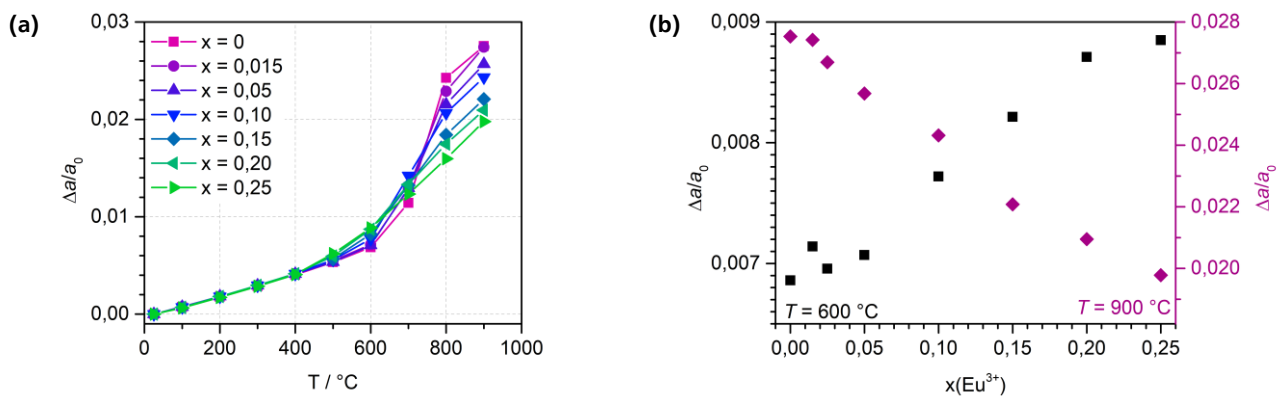 (a)
0,03
0,02
0,01
0,00
Δa/a0
x = 0
x = 0,015
x = 0,05
x = 0,10
x = 0,15
x = 0,20
x = 0,25
0 200 400 600 800 1000
T / °C
(b)
0,009
0,008
0,007
Δa/a0
T = 600 °C
T = 900 °C
0,028
0,026
0,024
0,022
0,020
Δa/a0
0,00 0,05 0,10 0,15 0,20 0,25
x(Eu3+)